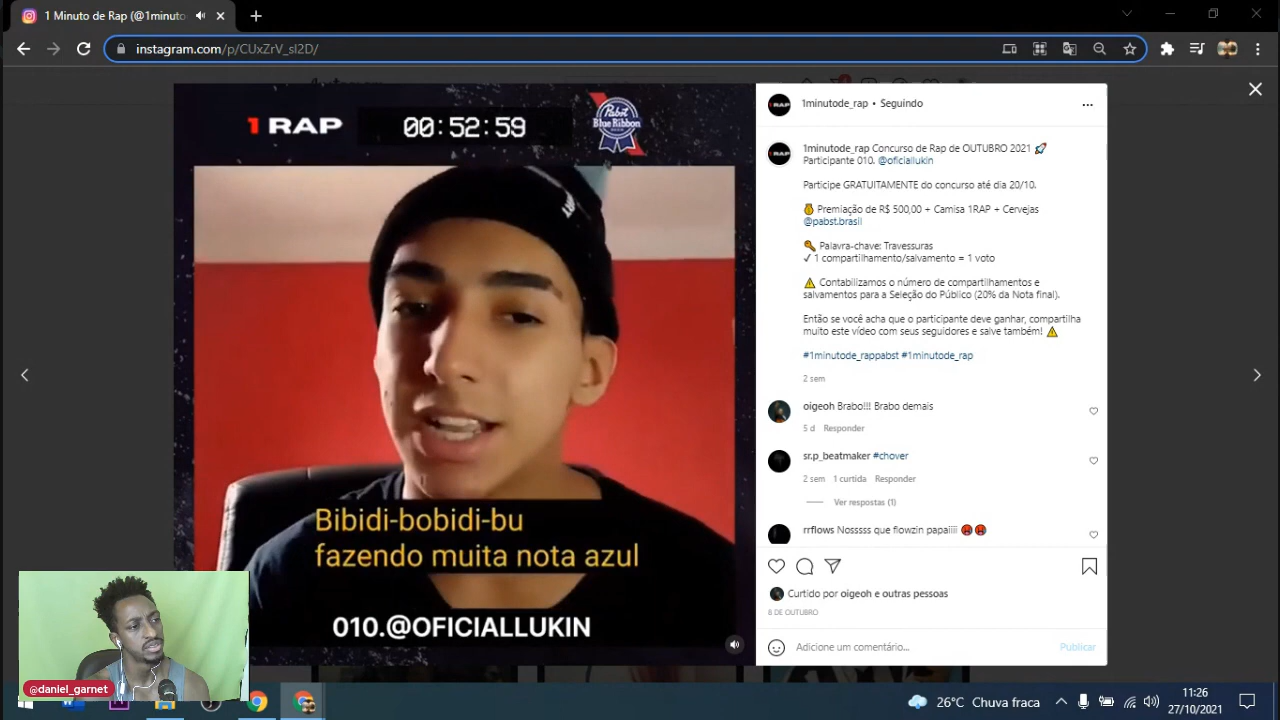 1 Minuto de Rap (@1minuto
instagram.com/p/CUxZrV_sI2D/
1 RAP
00:52:59
Pabst
Blue Ribbon
Bibidi-bobidi-bu
fazendo muita nota azul
010.@OFICIALLUKIN
@daniel_garnet
1minutode_rap • Seguindo
1minutode_rap Concurso de Rap de OUTUBRO 2021 🚀
Participante 010. @oficiallukin
Participe GRATUITAMENTE do concurso até dia 20/10.
🏅 Premiação de R$ 500,00 + Camisa 1RAP + Cervejas
@pabst.brasil
🔑 Palavra-chave: Travessuras
✓ 1 compartilhamento/salvamento = 1 voto
⚠ Contabilizamos o número de compartilhamentos e
salvamentos para a Seleção do Público (20% da Nota final).
Então se você acha que o participante deve ganhar, compartilha
muito este vídeo com seus seguidores e salve também! ⚠
#1minutode_rappabst #1minutode_rap
2 sem
oigeoh Brabo!!! Brabo demais
5 d Responder
sr.p_beatmaker #chover
2 sem 1 curtida Responder
Ver respostas (1)
rrflows Nosssss que flowzin papaiiii 😡😡
Curtido por oigeoh e outras pessoas
8 DE OUTUBRO
Adicione um comentário...
Publicar
26°C Chuva fraca
11:26
27/10/2021